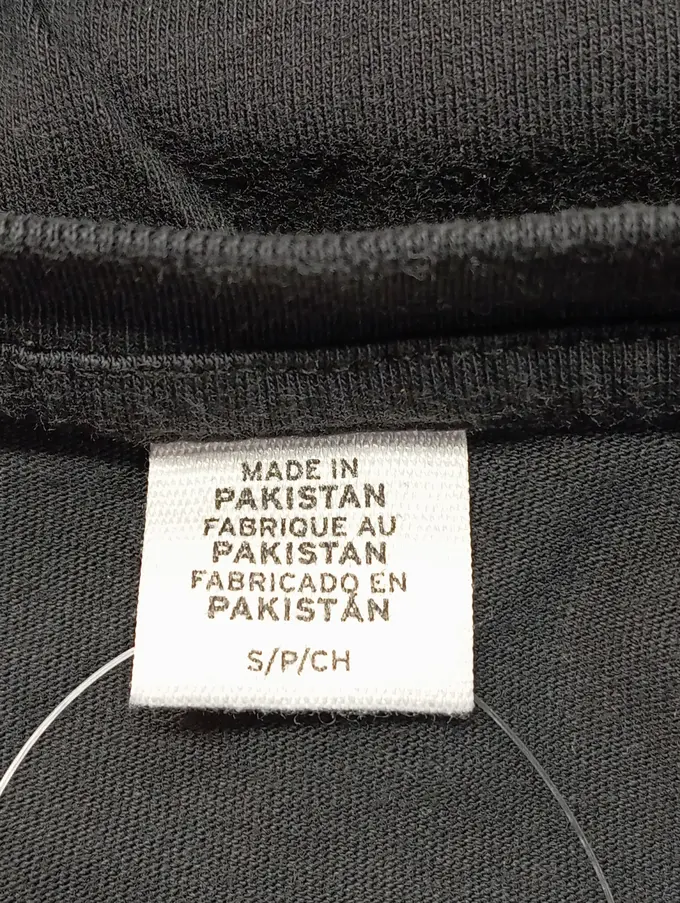 MADE IN
PAKISTAN
FABRIQUE AU
PAKISTAN
FABRICADO EN
PAKISTÁN
S/P/CH